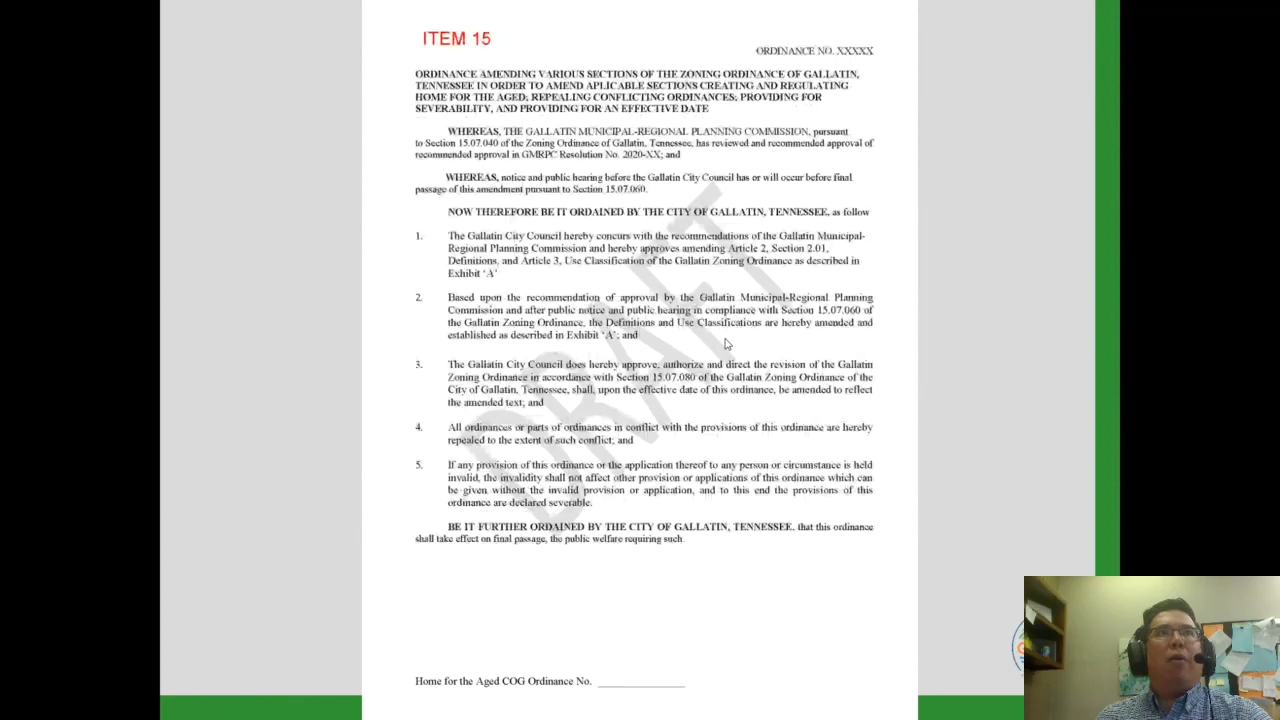 ITEM 15
ORDINANCE NO. XXXXX
ORDINANCE AMENDING VARIOUS SECTIONS OF THE ZONING ORDINANCE OF GALLATIN,
TENNESSEE IN ORDER TO AMEND APLICABLE SECTIONS CREATING AND REGULATING
HOME FOR THE AGED; REPEALING CONFLICTING ORDINANCES; PROVIDING FOR
SEVERABILITY, AND PROVIDING FOR AN EFFECTIVE DATE
WHEREAS, THE GALLATIN MUNICIPAL-REGIONAL PLANNING COMMISSION, pursuant
to Section 15.07.040 of the Zoning Ordinance of Gallatin, Tennessee, has reviewed and recommended approval of
recommended approval in GMRPC Resolution No. 2020-XX; and
WHEREAS, notice and public hearing before the Gallatin City Council has or will occur before final
passage of this amendment pursuant to Section 15.07.060.
NOW THEREFORE BE IT ORDAINED BY THE CITY OF GALLATIN, TENNESSEE, as follow
1. The Gallatin City Council hereby concurs with the recommendations of the Gallatin Municipal-
Regional Planning Commission and hereby approves amending Article 2, Section 2.01,
Definitions, and Article 3, Use Classification of the Gallatin Zoning Ordinance as described in
Exhibit 'A'
2. Based upon the recommendation of approval by the Gallatin Municipal-Regional Planning
Commission and after public notice and public hearing in compliance with Section 15.07.060 of
the Gallatin Zoning Ordinance, the Definitions and Use Classifications are hereby amended and
established as described in Exhibit 'A'; and
3. The Gallatin City Council does hereby approve, authorize and direct the revision of the Gallatin
Zoning Ordinance in accordance with Section 15.07.080 of the Gallatin Zoning Ordinance of the
City of Gallatin, Tennessee, shall, upon the effective date of this ordinance, be amended to reflect
the amended text; and
4. All ordinances or parts of ordinances in conflict with the provisions of this ordinance are hereby
repealed to the extent of such conflict; and
5. If any provision of this ordinance or the application thereof to any person or circumstance is held
invalid, the invalidity shall not affect other provision or applications of this ordinance which can
be given without the invalid provision or application, and to this end the provisions of this
ordinance are declared severable.
BE IT FURTHER ORDAINED BY THE CITY OF GALLATIN, TENNESSEE, that this ordinance
shall take effect on final passage, the public welfare requiring such.
DRAFT
Home for the Aged COG Ordinance No. ________________